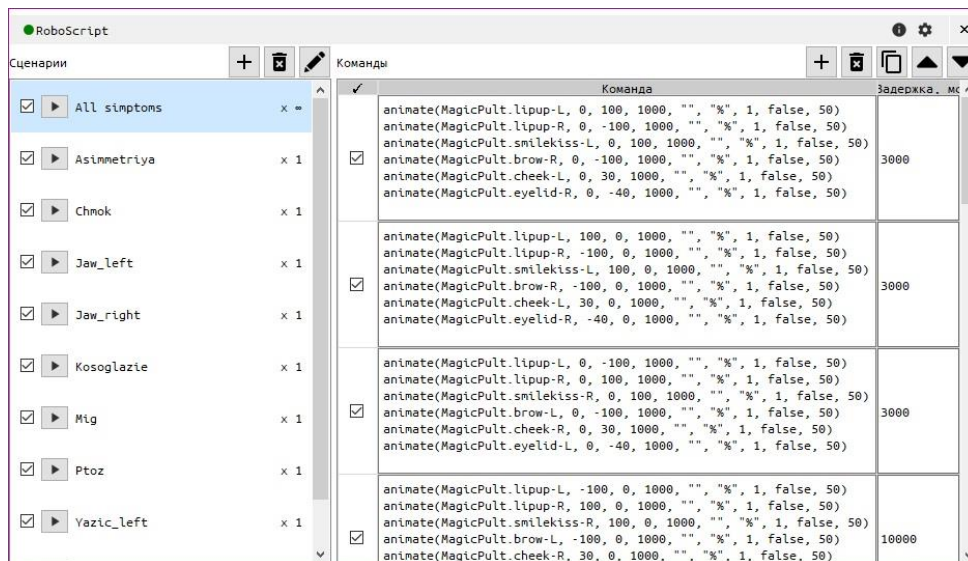 RoboScript
Сценарии
Команды
✓ Команда Задержка, мс
All simptoms x ∞
Asimmetriya x 1
Chmok x 1
Jaw_left x 1
Jaw_right x 1
Kosoglazie x 1
Mig x 1
Ptoz x 1
Yazic_left x 1
animate(MagicPult.lipup-L, 0, 100, 1000, "", "%", 1, false, 50)
animate(MagicPult.lipup-R, 0, -100, 1000, "", "%", 1, false, 50)
animate(MagicPult.smilekiss-L, 0, 100, 1000, "", "%", 1, false, 50)
animate(MagicPult.brow-R, 0, -100, 1000, "", "%", 1, false, 50)
animate(MagicPult.cheek-L, 0, 30, 1000, "", "%", 1, false, 50)
animate(MagicPult.eyelid-R, 0, -40, 1000, "", "%", 1, false, 50)
3000
animate(MagicPult.lipup-L, 100, 0, 1000, "", "%", 1, false, 50)
animate(MagicPult.lipup-R, -100, 0, 1000, "", "%", 1, false, 50)
animate(MagicPult.smilekiss-L, 100, 0, 1000, "", "%", 1, false, 50)
animate(MagicPult.brow-R, -100, 0, 1000, "", "%", 1, false, 50)
animate(MagicPult.cheek-L, 30, 0, 1000, "", "%", 1, false, 50)
animate(MagicPult.eyelid-R, -40, 0, 1000, "", "%", 1, false, 50)
3000
animate(MagicPult.lipup-L, 0, -100, 1000, "", "%", 1, false, 50)
animate(MagicPult.lipup-R, 0, 100, 1000, "", "%", 1, false, 50)
animate(MagicPult.smilekiss-R, 0, 100, 1000, "", "%", 1, false, 50)
animate(MagicPult.brow-L, 0, -100, 1000, "", "%", 1, false, 50)
animate(MagicPult.cheek-R, 0, 30, 1000, "", "%", 1, false, 50)
animate(MagicPult.eyelid-L, 0, -40, 1000, "", "%", 1, false, 50)
3000
animate(MagicPult.lipup-L, -100, 0, 1000, "", "%", 1, false, 50)
animate(MagicPult.lipup-R, 100, 0, 1000, "", "%", 1, false, 50)
animate(MagicPult.smilekiss-R, 100, 0, 1000, "", "%", 1, false, 50)
animate(MagicPult.brow-L, -100, 0, 1000, "", "%", 1, false, 50)
animate(MagicPult.cheek-R, 30, 0, 1000, "", "%", 1, false, 50)
10000